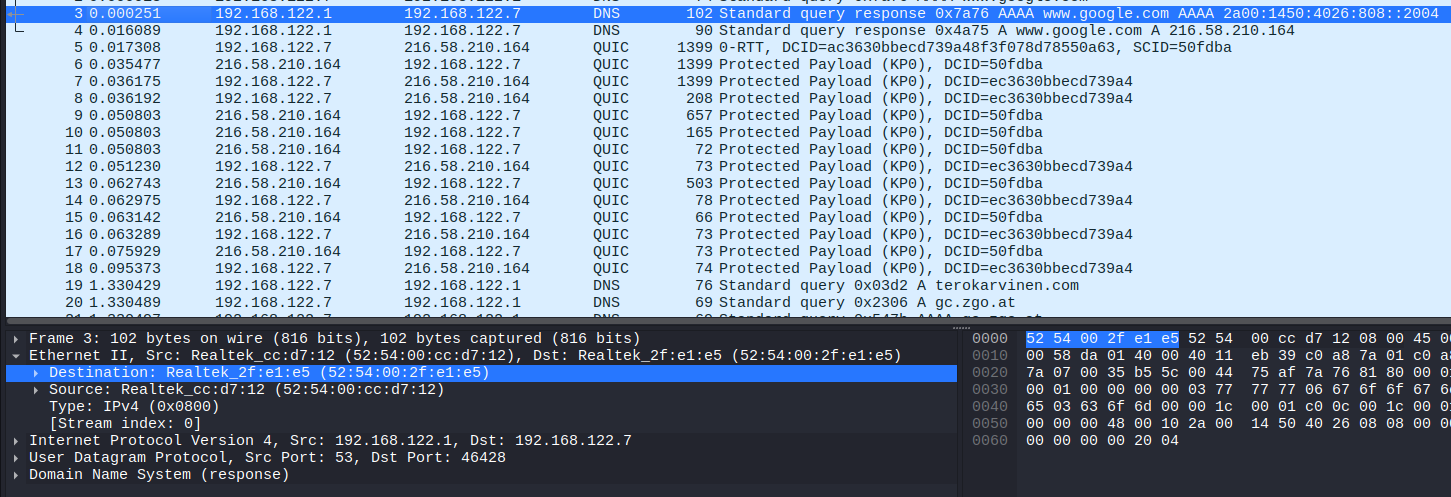 3 0.000251 192.168.122.1 192.168.122.7 DNS 102 Standard query response 0x7a76 AAAA www.google.com AAAA 2a00:1450:4026:808::2004
4 0.016089 192.168.122.1 192.168.122.7 DNS 90 Standard query response 0x4a75 A www.google.com A 216.58.210.164
5 0.017308 192.168.122.7 216.58.210.164 QUIC 1399 0-RTT, DCID=ac3630bbecd739a48f3f078d78550a63, SCID=50fdba
6 0.035477 216.58.210.164 192.168.122.7 QUIC 1399 Protected Payload (KP0), DCID=50fdba
7 0.036175 192.168.122.7 216.58.210.164 QUIC 1399 Protected Payload (KP0), DCID=ec3630bbecd739a4
8 0.036192 192.168.122.7 216.58.210.164 QUIC 208 Protected Payload (KP0), DCID=ec3630bbecd739a4
9 0.050803 216.58.210.164 192.168.122.7 QUIC 657 Protected Payload (KP0), DCID=50fdba
10 0.050803 216.58.210.164 192.168.122.7 QUIC 165 Protected Payload (KP0), DCID=50fdba
11 0.050803 216.58.210.164 192.168.122.7 QUIC 72 Protected Payload (KP0), DCID=50fdba
12 0.051230 192.168.122.7 216.58.210.164 QUIC 73 Protected Payload (KP0), DCID=ec3630bbecd739a4
13 0.062743 216.58.210.164 192.168.122.7 QUIC 503 Protected Payload (KP0), DCID=50fdba
14 0.062975 192.168.122.7 216.58.210.164 QUIC 78 Protected Payload (KP0), DCID=ec3630bbecd739a4
15 0.063142 216.58.210.164 192.168.122.7 QUIC 66 Protected Payload (KP0), DCID=50fdba
16 0.063289 192.168.122.7 216.58.210.164 QUIC 73 Protected Payload (KP0), DCID=ec3630bbecd739a4
17 0.075929 216.58.210.164 192.168.122.7 QUIC 73 Protected Payload (KP0), DCID=50fdba
18 0.095373 192.168.122.7 216.58.210.164 QUIC 74 Protected Payload (KP0), DCID=ec3630bbecd739a4
19 1.330429 192.168.122.7 192.168.122.1 DNS 76 Standard query 0x03d2 A terokarvinen.com
20 1.330489 192.168.122.7 192.168.122.1 DNS 69 Standard query 0x2306 A gc.zgo.at
Frame 3: 102 bytes on wire (816 bits), 102 bytes captured (816 bits)
Ethernet II, Src: Realtek_cc:d7:12 (52:54:00:cc:d7:12), Dst: Realtek_2f:e1:e5 (52:54:00:2f:e1:e5)
Destination: Realtek_2f:e1:e5 (52:54:00:2f:e1:e5)
Source: Realtek_cc:d7:12 (52:54:00:cc:d7:12)
Type: IPv4 (0x0800)
[Stream index: 0]
Internet Protocol Version 4, Src: 192.168.122.1, Dst: 192.168.122.7
User Datagram Protocol, Src Port: 53, Dst Port: 46428
Domain Name System (response)
0000 52 54 00 2f e1 e5 52 54 00 cc d7 12 08 00 45 00
0010 00 58 da 01 40 00 40 11 eb 39 c0 a8 7a 01 c0 a8
0020 7a 07 00 35 b5 5c 00 44 75 af 7a 76 81 80 00
0030 00 01 00 00 00 00 03 77 77 77 06 67 6f 6f 67
0040 65 03 63 6f 6d 00 00 1c 00 01 c0 0c 00 1c 00
0050 00 00 00 48 00 10 2a 00 14 50 40 26 08 08 00
0060 00 00 00 00 20 04